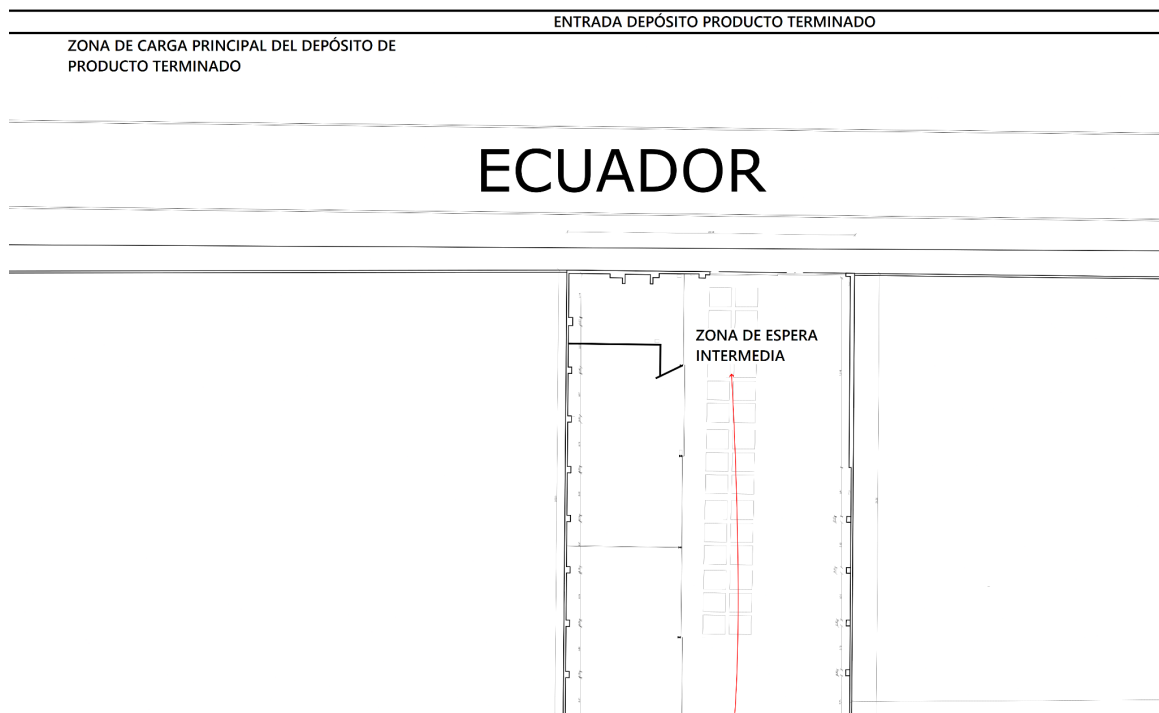 ENTRADA DEPÓSITO PRODUCTO TERMINADO
ZONA DE CARGA PRINCIPAL DEL DEPÓSITO DE
PRODUCTO TERMINADO
ECUADOR
ZONA DE ESPERA
INTERMEDIA